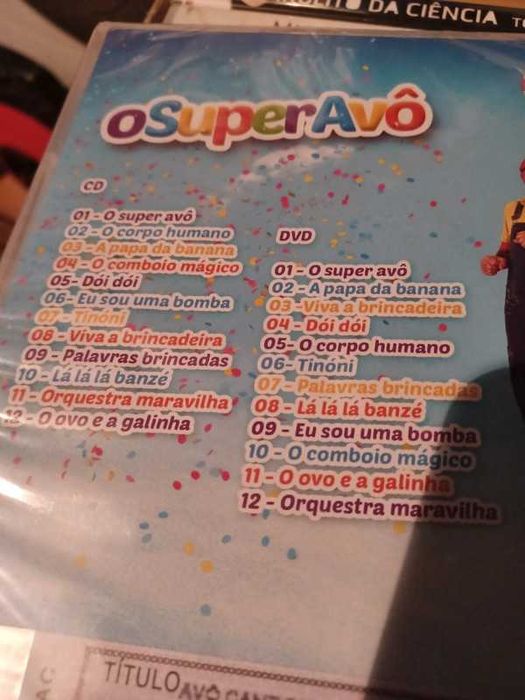 DA CIÊNCIA
oSuperAvô
CD
01 - O super avô
02 - O corpo humano
03 - A papa da banana
04 - O comboio mágico
05 - Dói dói
06 - Eu sou uma bomba
07 - Tinóni
08 - Viva a brincadeira
09 - Palavras brincadas
10 - Lá lá lá banzé
11 - Orquestra maravilha
12 - O ovo e a galinha
DVD
01 - O super avô
02 - A papa da banana
03 - Viva a brincadeira
04 - Dói dói
05 - O corpo humano
06 - Tinóni
07 - Palavras brincadas
08 - Lá lá lá banzé
09 - Eu sou uma bomba
10 - O comboio mágico
11 - O ovo e a galinha
12 - Orquestra maravilha
TÍTULO
AVÔ